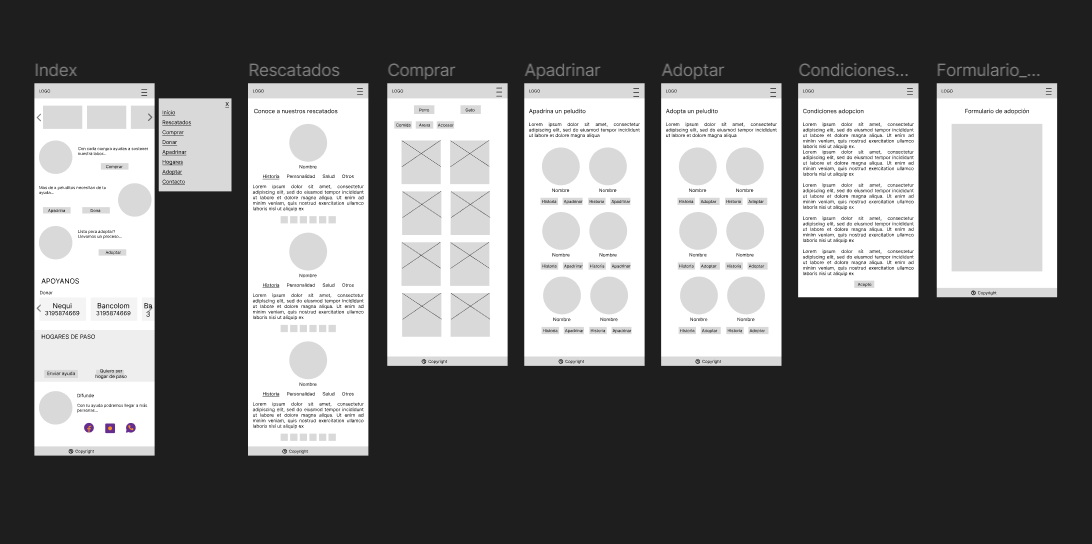 Index
LOGO
Con cada compra ayudas a sostener
nuestra labor...
Comprar
Apadrina
Donar
Listo para adoptar?
Llevamos un proceso...
Adoptar
APOYANOS
Donar
Nequi
3195874669
Bancolom
3195874669
Ba
3
HOGARES DE PASO
Enviar ayuda
Quiero ser
hogar de paso
Difunde
Con tu ayuda podremos llegar a más
personas...
Copyright
X
Inicio
Rescatados
Comprar
Donar
Apadrinar
Hogares
Adoptar
Contacto
Rescatados
LOGO
Conoce a nuestros rescatados
Nombre
Historia Personalidad Salud Otros
Lorem ipsum dolor sit amet, consectetur
adipiscing elit, sed do eiusmod tempor incididunt
ut labore et dolore magna aliqua. Ut enim ad
minim veniam, quis nostrud exercitation ullamco
laboris nisi ut aliquip ex
Nombre
Historia Personalidad Salud Otros
Lorem ipsum dolor sit amet, consectetur
adipiscing elit, sed do eiusmod tempor incididunt
ut labore et dolore magna aliqua. Ut enim ad
minim veniam, quis nostrud exercitation ullamco
laboris nisi ut aliquip ex
Nombre
Historia Personalidad Salud Otros
Lorem ipsum dolor sit amet, consectetur
adipiscing elit, sed do eiusmod tempor incididunt
ut labore et dolore magna aliqua. Ut enim ad
minim veniam, quis nostrud exercitation ullamco
laboris nisi ut aliquip ex
Copyright
Comprar
LOGO
Perro Gato
Comida Arena Accesor
Copyright
Apadrinar
LOGO
Apadrina un peludito
Lorem ipsum dolor sit amet, consectetur
adipiscing elit, sed do eiusmod tempor incididunt
ut labore et dolore magna aliqua
Nombre Nombre
Historia Apadrinar Historia Apadrinar
Nombre Nombre
Historia Apadrinar Historia Apadrinar
Nombre Nombre
Historia Apadrinar Historia Apadrinar
Copyright
Adoptar
LOGO
Adopta un peludito
Lorem ipsum dolor sit amet, consectetur
adipiscing elit, sed do eiusmod tempor incididunt
ut labore et dolore magna aliqua
Nombre Nombre
Historia Adoptar Historia Adoptar
Nombre Nombre
Historia Adoptar Historia Adoptar
Nombre Nombre
Historia Adoptar Historia Adoptar
Copyright
Condiciones...
LOGO
Condiciones adopcion
Lorem ipsum dolor sit amet, consectetur
adipiscing elit, sed do eiusmod tempor incididunt
ut labore et dolore magna aliqua. Ut enim ad
minim veniam, quis nostrud exercitation ullamco
laboris nisi ut aliquip ex
Lorem ipsum dolor sit amet, consectetur
adipiscing elit, sed do eiusmod tempor incididunt
ut labore et dolore magna aliqua. Ut enim ad
minim veniam, quis nostrud exercitation ullamco
laboris nisi ut aliquip ex
Lorem ipsum dolor sit amet, consectetur
adipiscing elit, sed do eiusmod tempor incididunt
ut labore et dolore magna aliqua. Ut enim ad
minim veniam, quis nostrud exercitation ullamco
laboris nisi ut aliquip ex
Lorem ipsum dolor sit amet, consectetur
adipiscing elit, sed do eiusmod tempor incididunt
ut labore et dolore magna aliqua. Ut enim ad
minim veniam, quis nostrud exercitation ullamco
laboris nisi ut aliquip ex
Lorem ipsum dolor sit amet, consectetur
adipiscing elit, sed do eiusmod tempor incididunt
ut labore et dolore magna aliqua. Ut enim ad
minim veniam, quis nostrud exercitation ullamco
laboris nisi ut aliquip ex
Acepto
Formulario_...
LOGO
Formulario de adopción
Copyright